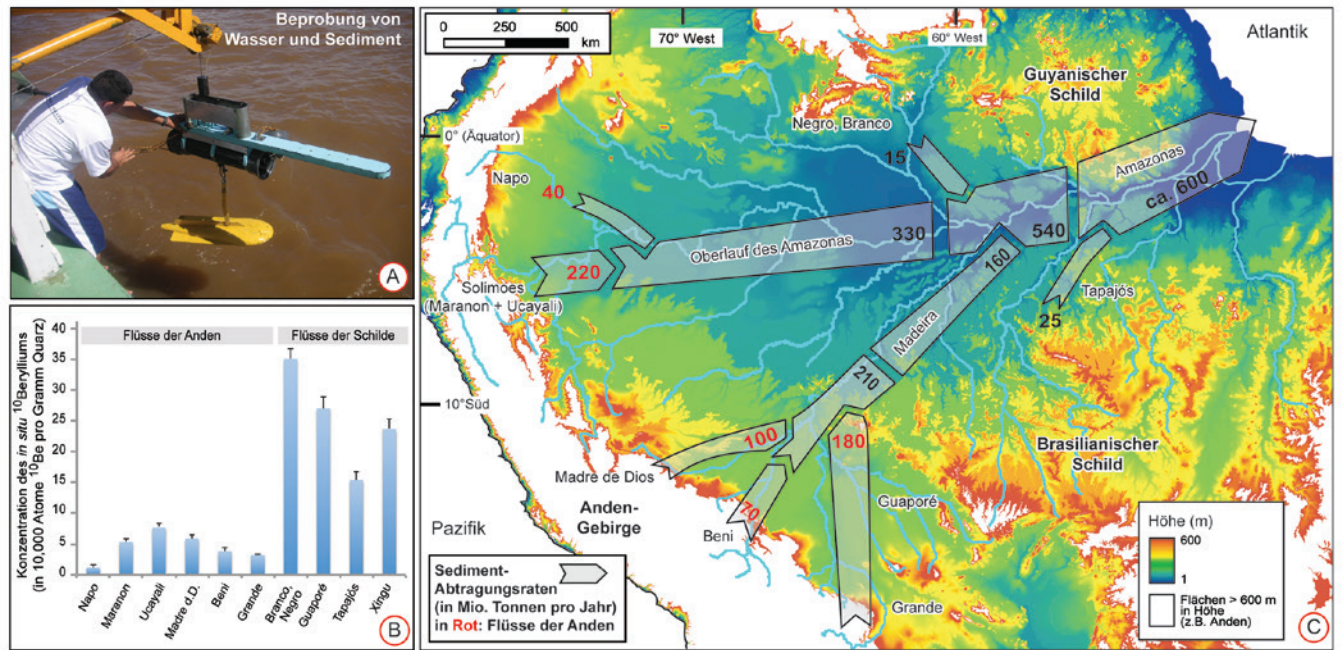 Beprobung von
Wasser und Sediment
A
Konzentration des in situ ¹⁰Berylliums
(in 10,000 Atome ¹⁰Be pro Gramm Quarz)
40
35
30
25
20
15
10
5
0
Flüsse der Anden
Flüsse der Schilde
Napo
Maranon
Ucayali
Madre d.D.
Beni
Grande
Branco,
Negro
Guaporé
Tapajós
Xingu
B
0 250 500
km
70° West
60° West
Atlantik
Guyanischer
Schild
0° (Äquator)
Negro, Branco
15
Napo
40
Amazonas
ca. 600
Oberlauf des Amazonas
330
540
220
Solimões
(Maranon + Ucayali)
160
Madeira
Tapajós
25
210
10°Süd
100
180
Madre de Dios
Brasilianischer
Schild
70
Beni
Guaporé
Anden-
Gebirge
Pazifik
Grande
Sediment-
Abtragungsraten
(in Mio. Tonnen pro Jahr)
in Rot: Flüsse der Anden
Höhe (m)
600
1
Flächen > 600 m
in Höhe
(z.B. Anden)
C